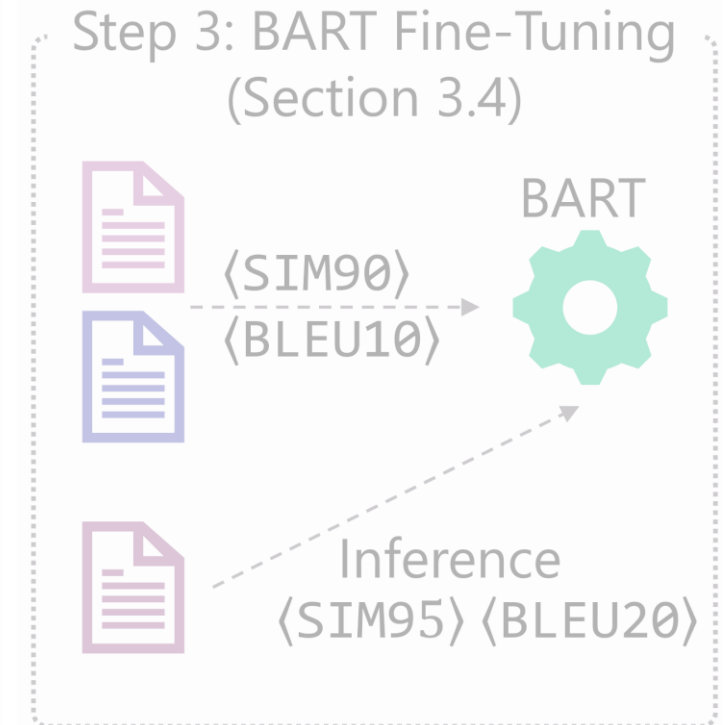 Step 3: BART Fine-Tuning
(Section 3.4)
BART
⟨SIM90⟩
⟨BLEU10⟩
Inference
⟨SIM95⟩ ⟨BLEU20⟩